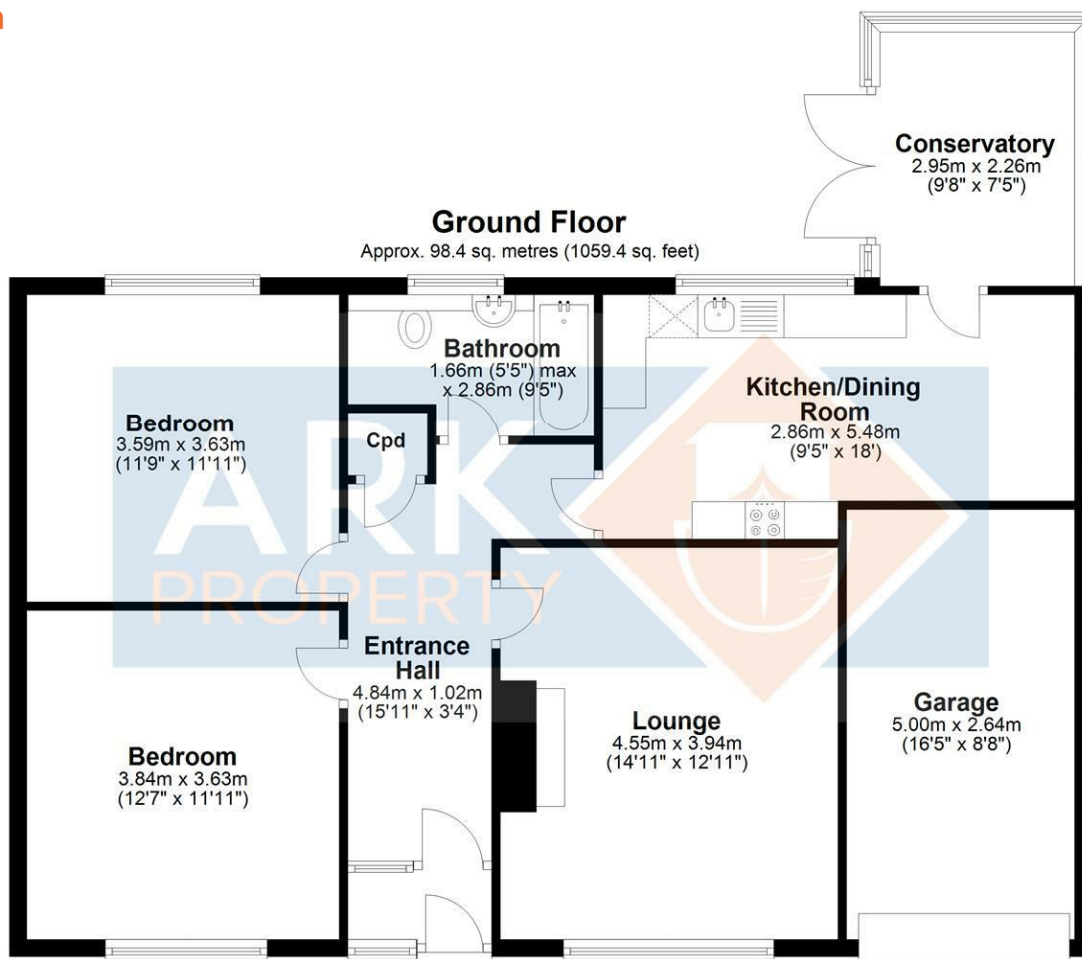 Ground Floor
Approx. 98.4 sq. metres (1059.4 sq. feet)
Conservatory
2.95m x 2.26m
(9'8" x 7'5")
Bedroom
3.59m x 3.63m
(11'9" x 11'11")
Bathroom
1.66m (5'5") max
x 2.86m (9'5")
Cpd
Kitchen/Dining
Room
2.86m x 5.48m
(9'5" x 18')
ARK
PROPERTY
Entrance
Hall
4.84m x 1.02m
(15'11" x 3'4")
Bedroom
3.84m x 3.63m
(12'7" x 11'11")
Lounge
4.55m x 3.94m
(14'11" x 12'11")
Garage
5.00m x 2.64m
(16'5" x 8'8")